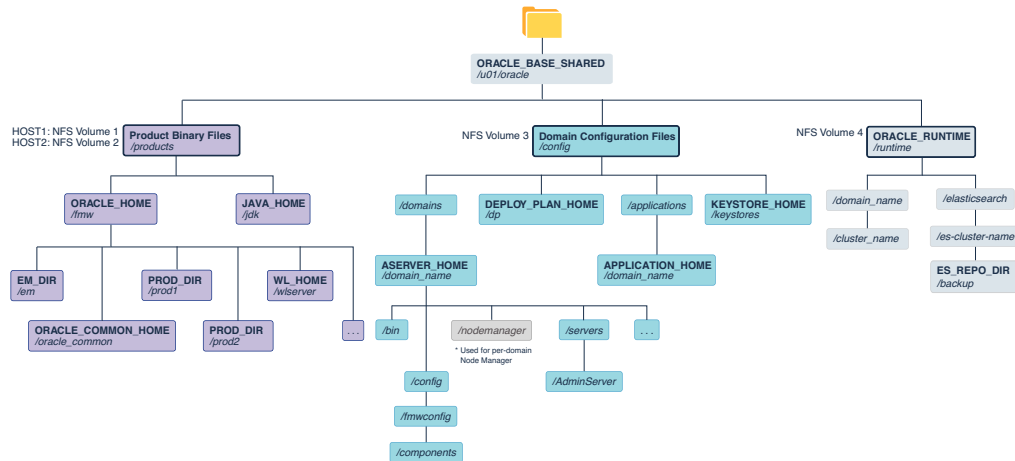 ORACLE_BASE_SHARED
/u01/oracle
HOST1: NFS Volume 1
HOST2: NFS Volume 2
Product Binary Files
/products
NFS Volume 3
Domain Configuration Files
/config
NFS Volume 4
ORACLE_RUNTIME
/runtime
ORACLE_HOME
/fmw
JAVA_HOME
/jdk
/domains
DEPLOY_PLAN_HOME
/dp
/applications
KEYSTORE_HOME
/keystores
/domain_name
/elasticsearch
/cluster_name
/es-cluster-name
EM_DIR
/em
PROD_DIR
/prod1
WL_HOME
/wlserver
ASERVER_HOME
/domain_name
APPLICATION_HOME
/domain_name
ES_REPO_DIR
/backup
ORACLE_COMMON_HOME
/oracle_common
PROD_DIR
/prod2
...
/bin
/nodemanager
/servers
...
* Used for per-domain
Node Manager
/config
/AdminServer
/fmwconfig
/components